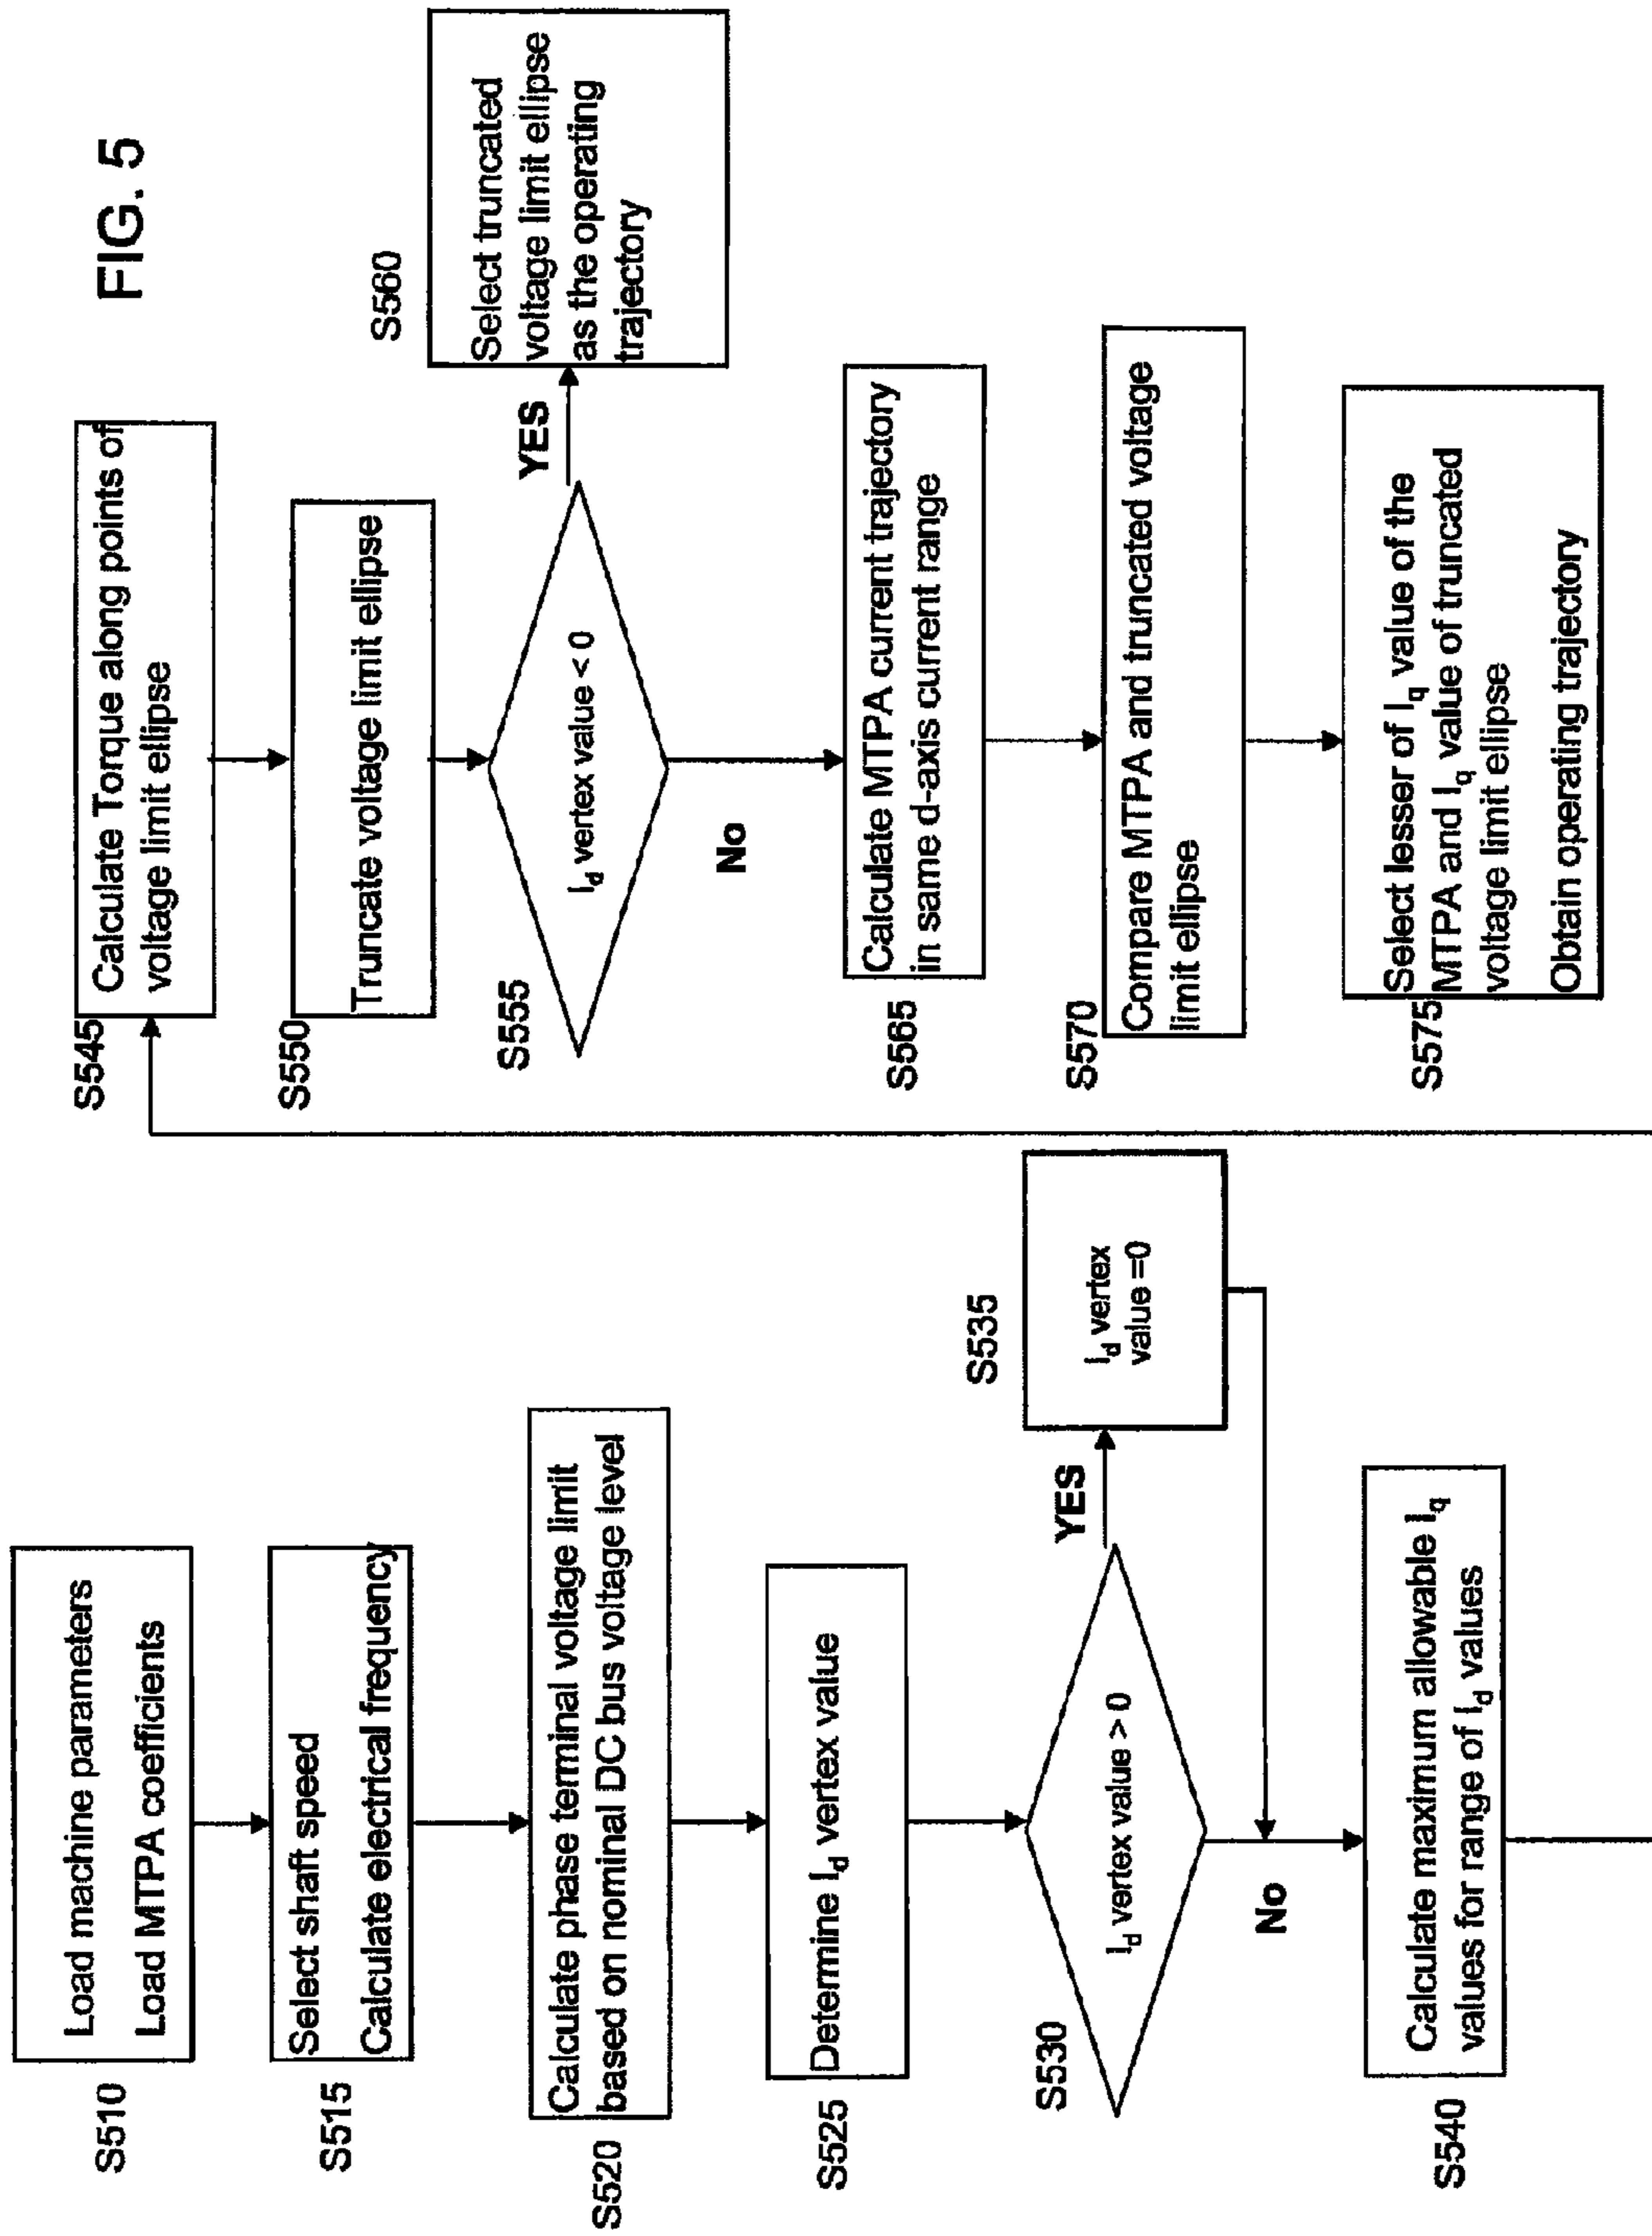 FIG. 5
S510
Load machine parameters
Load MTPA coefficients
S515
Select shaft speed
Calculate electrical frequency
S520
Calculate phase terminal voltage limit
based on nominal DC bus voltage level
S525
Determine Id vertex value
S530
Id vertex value > 0
YES
S535
Id vertex
value =0
No
S540
Calculate maximum allowable Iq
values for range of Id values
S545
Calculate Torque along points of
voltage limit ellipse
S550
Truncate voltage limit ellipse
S555
Id vertex value < 0
YES
S560
Select truncated
voltage limit ellipse
as the operating
trajectory
No
S565
Calculate MTPA current trajectory
in same d-axis current range
S570
Compare MTPA and truncated voltage
limit ellipse
S575
Select lesser of Iq value of the
MTPA and Iq value of truncated
voltage limit ellipse
Obtain operating trajectory